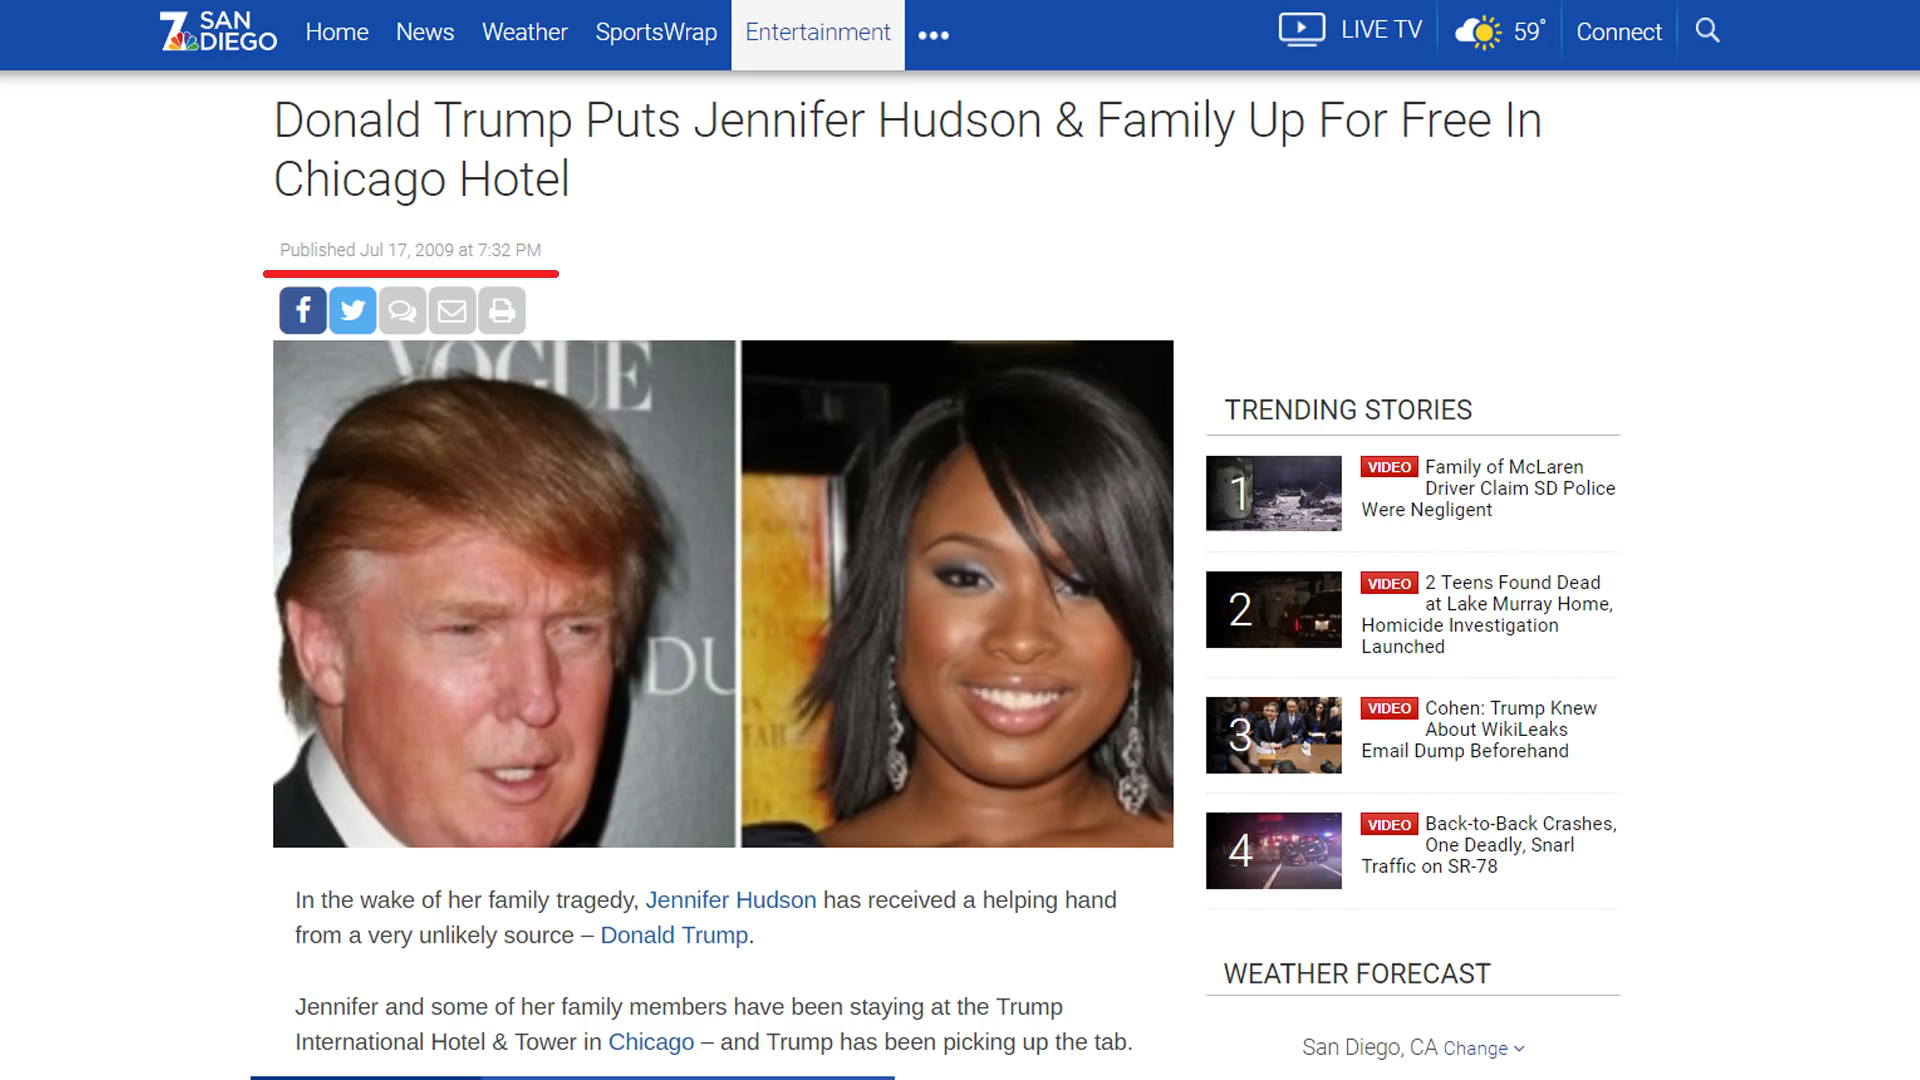 7 SAN DIEGO
Home
News
Weather
SportsWrap
Entertainment
LIVE TV
59°
Connect
Donald Trump Puts Jennifer Hudson & Family Up For Free In
Chicago Hotel
Published Jul 17, 2009 at 7:32 PM
VOGUE
DU
TRENDING STORIES
1
VIDEO Family of McLaren
Driver Claim SD Police
Were Negligent
2
VIDEO 2 Teens Found Dead
at Lake Murray Home,
Homicide Investigation
Launched
3
VIDEO Cohen: Trump Knew
About WikiLeaks
Email Dump Beforehand
4
VIDEO Back-to-Back Crashes,
One Deadly, Snarl
Traffic on SR-78
In the wake of her family tragedy, Jennifer Hudson has received a helping hand
from a very unlikely source – Donald Trump.
Jennifer and some of her family members have been staying at the Trump
International Hotel & Tower in Chicago – and Trump has been picking up the tab.
WEATHER FORECAST
San Diego, CA Change